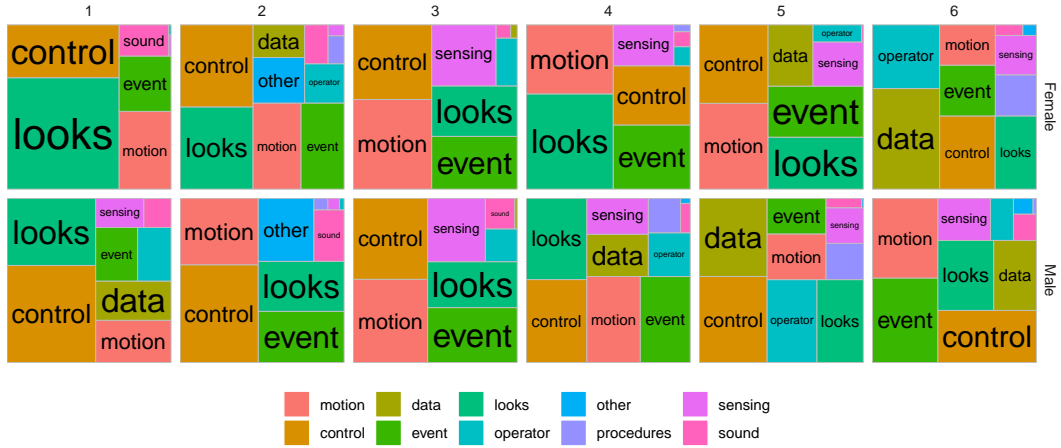 1 2 3 4 5 6
control sound event looks motion
control data other operator looks motion event
control sensing looks motion event
motion sensing control looks event
control data operator sensing event motion looks
operator motion sensing event data control looks
Female
looks sensing event control data motion
motion other sound looks control event
control sensing sound looks motion event
looks sensing data operator control motion event
data event sensing motion control operator looks
motion sensing looks data event control
Male
motion data looks other sensing
control event operator procedures sound